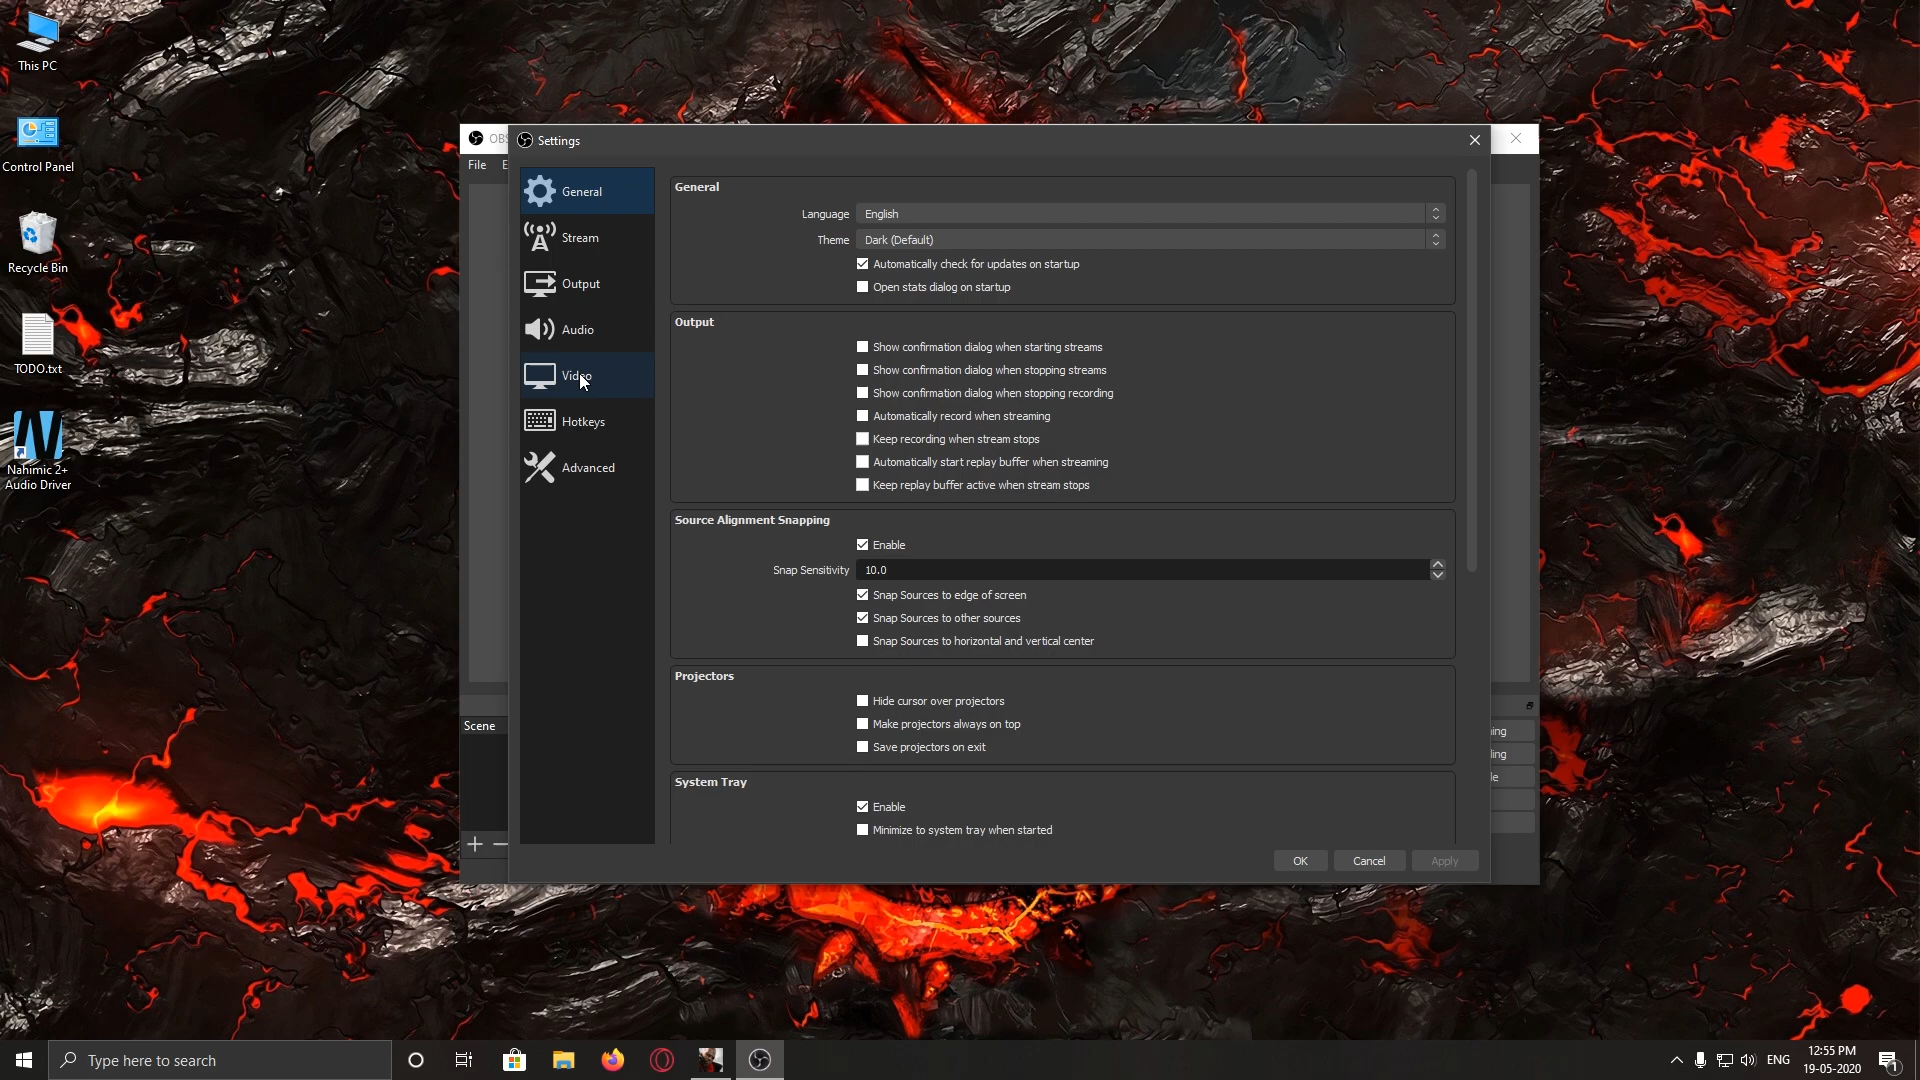 This PC
Control Panel
Recycle Bin
TODO.txt
Nahimic 2+
Audio Driver
OBS
Settings
File
General
Stream
Output
Audio
Video
Hotkeys
Advanced
General
Language English
Theme Dark (Default)
Automatically check for updates on startup
Open stats dialog on startup
Output
Show confirmation dialog when starting streams
Show confirmation dialog when stopping streams
Show confirmation dialog when stopping recording
Automatically record when streaming
Keep recording when stream stops
Automatically start replay buffer when streaming
Keep replay buffer active when stream stops
Source Alignment Snapping
Enable
Snap Sensitivity 10.0
Snap Sources to edge of screen
Snap Sources to other sources
Snap Sources to horizontal and vertical center
Projectors
Hide cursor over projectors
Make projectors always on top
Save projectors on exit
System Tray
Enable
Minimize to system tray when started
Scene
OK Cancel Apply
Type here to search
ENG
12:55 PM
19-05-2020
1